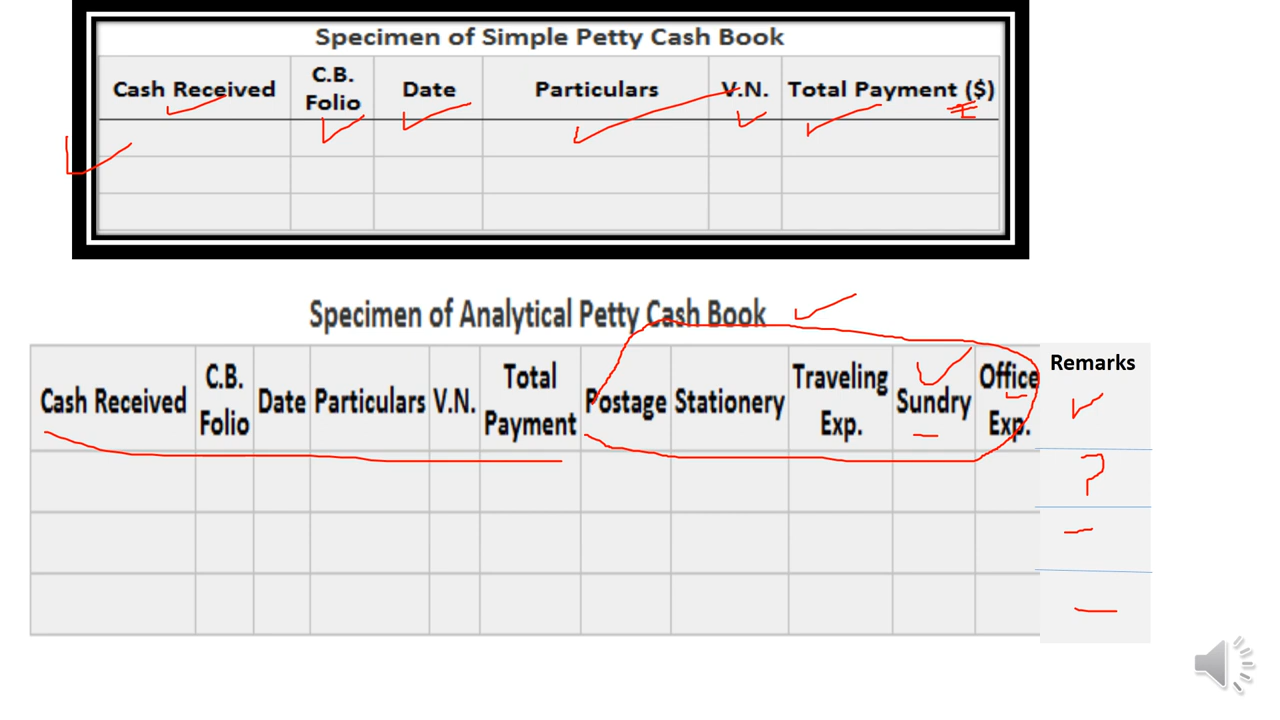 Specimen of Simple Petty Cash Book
Cash Received C.B. Folio Date Particulars V.N. Total Payment ($)
Specimen of Analytical Petty Cash Book
Cash Received C.B. Folio Date Particulars V.N. Total Payment Postage Stationery Traveling Exp. Sundry Office Exp. Remarks
?